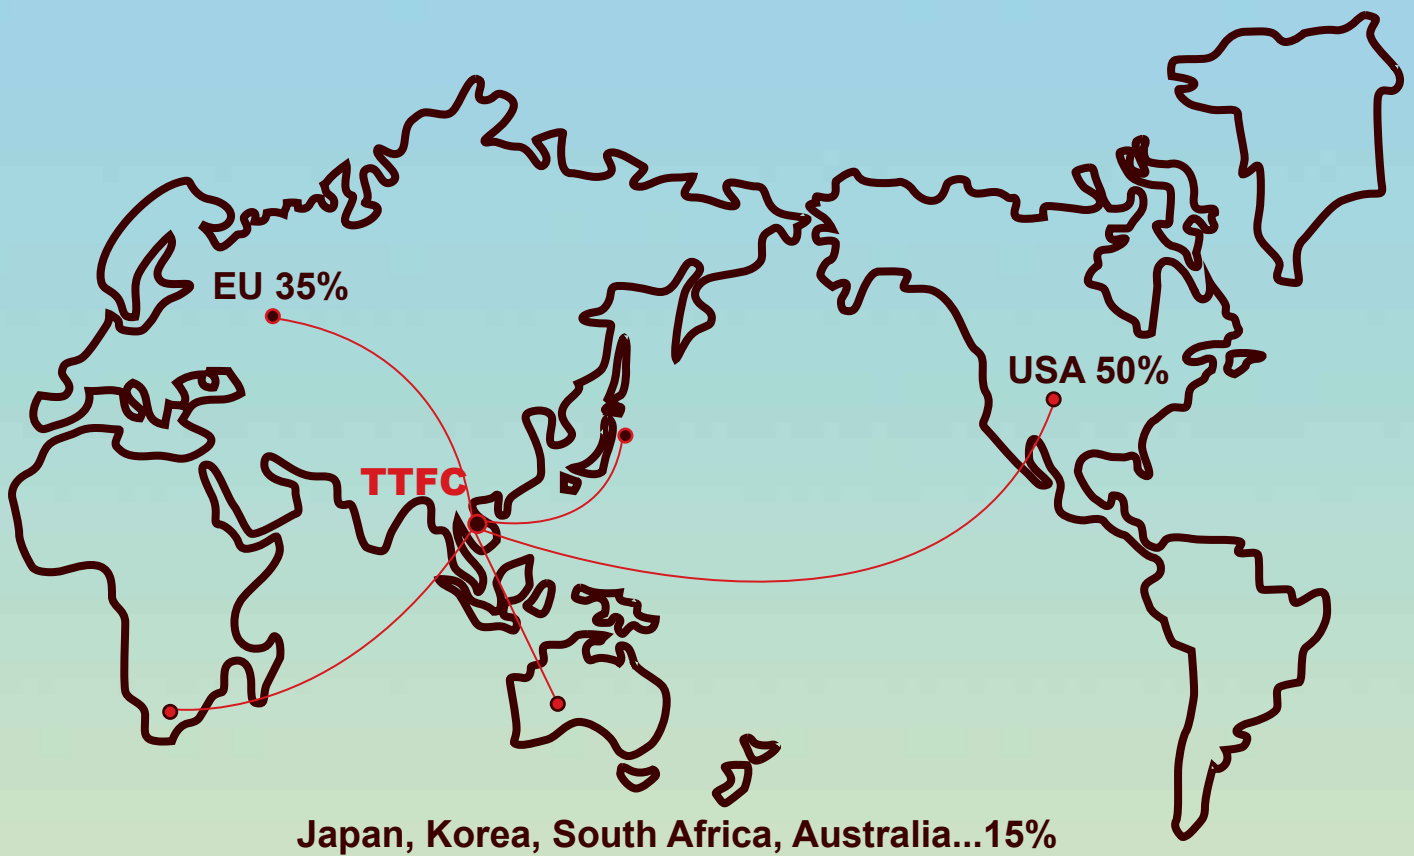 EU 35%
USA 50%
TTFC
Japan, Korea, South Africa, Australia...15%